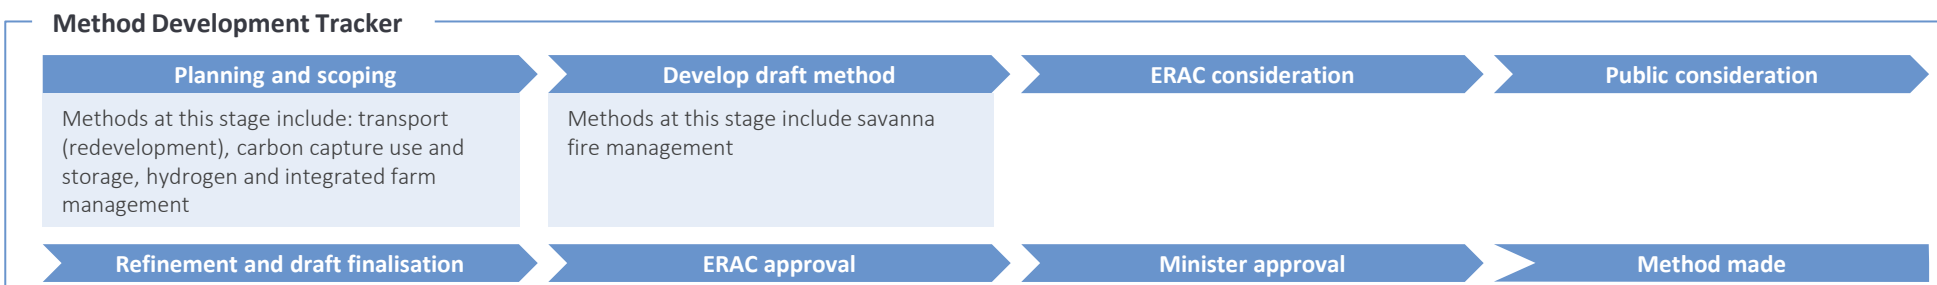 Method Development Tracker
Planning and scoping
Develop draft method
ERAC consideration
Public consideration
Methods at this stage include: transport
(redevelopment), carbon capture use and
storage, hydrogen and integrated farm
management
Methods at this stage include savanna
fire management
Refinement and draft finalisation
ERAC approval
Minister approval
Method made